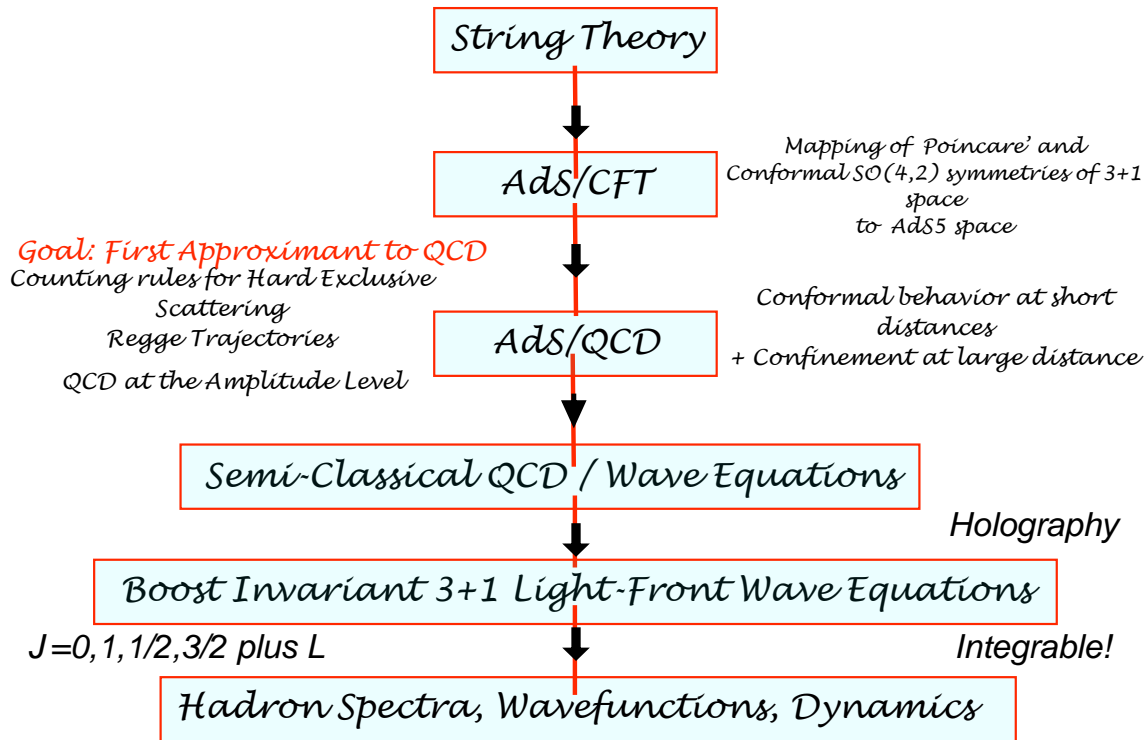 String Theory
AdS/CFT
Mapping of Poincare' and
Conformal SO(4,2) symmetries of 3+1
space
to AdS5 space
Goal: First Approximant to QCD
Counting rules for Hard Exclusive
Scattering
Regge Trajectories
QCD at the Amplitude Level
AdS/QCD
Conformal behavior at short
distances
+ Confinement at large distance
Semi-Classical QCD / Wave Equations
Holography
Boost Invariant 3+1 Light-Front Wave Equations
J=0,1,1/2,3/2 plus L
Integrable!
Hadron Spectra, Wavefunctions, Dynamics